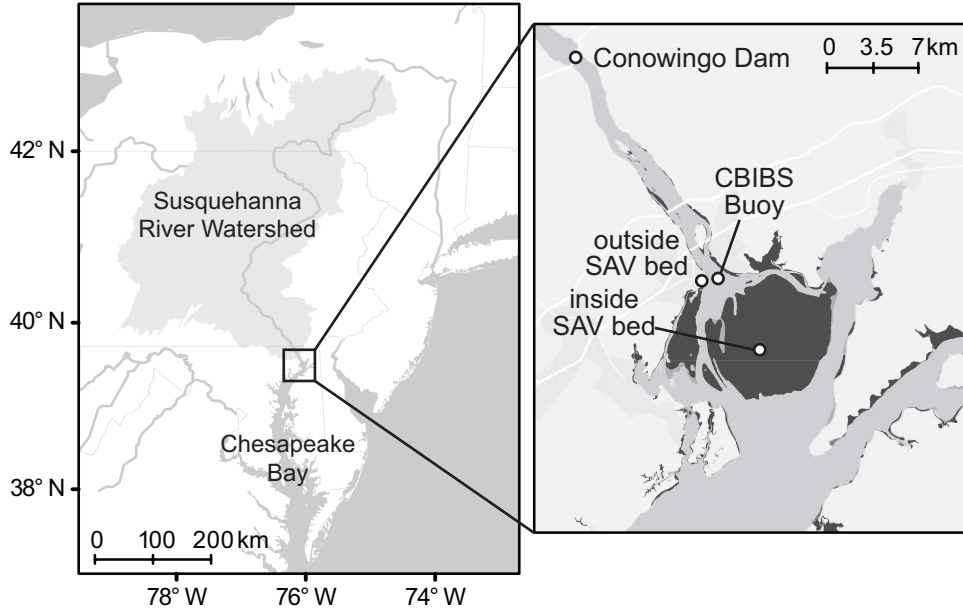 42° N
40° N
38° N
78° W
76° W
74° W
Susquehanna
River Watershed
Chesapeake
Bay
0 100 200 km
Conowingo Dam
0 3.5 7 km
CBIBS
Buoy
outside
SAV bed
inside
SAV bed